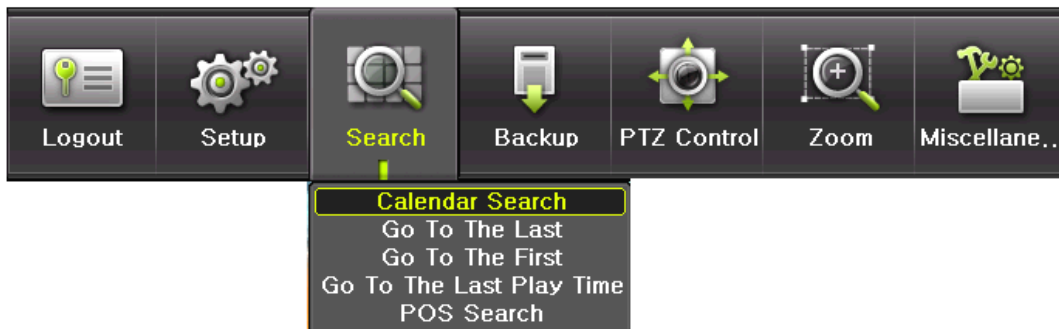 Logout
Setup
Search
Backup
PTZ Control
Zoom
Miscellane..
Calendar Search
Go To The Last
Go To The First
Go To The Last Play Time
POS Search